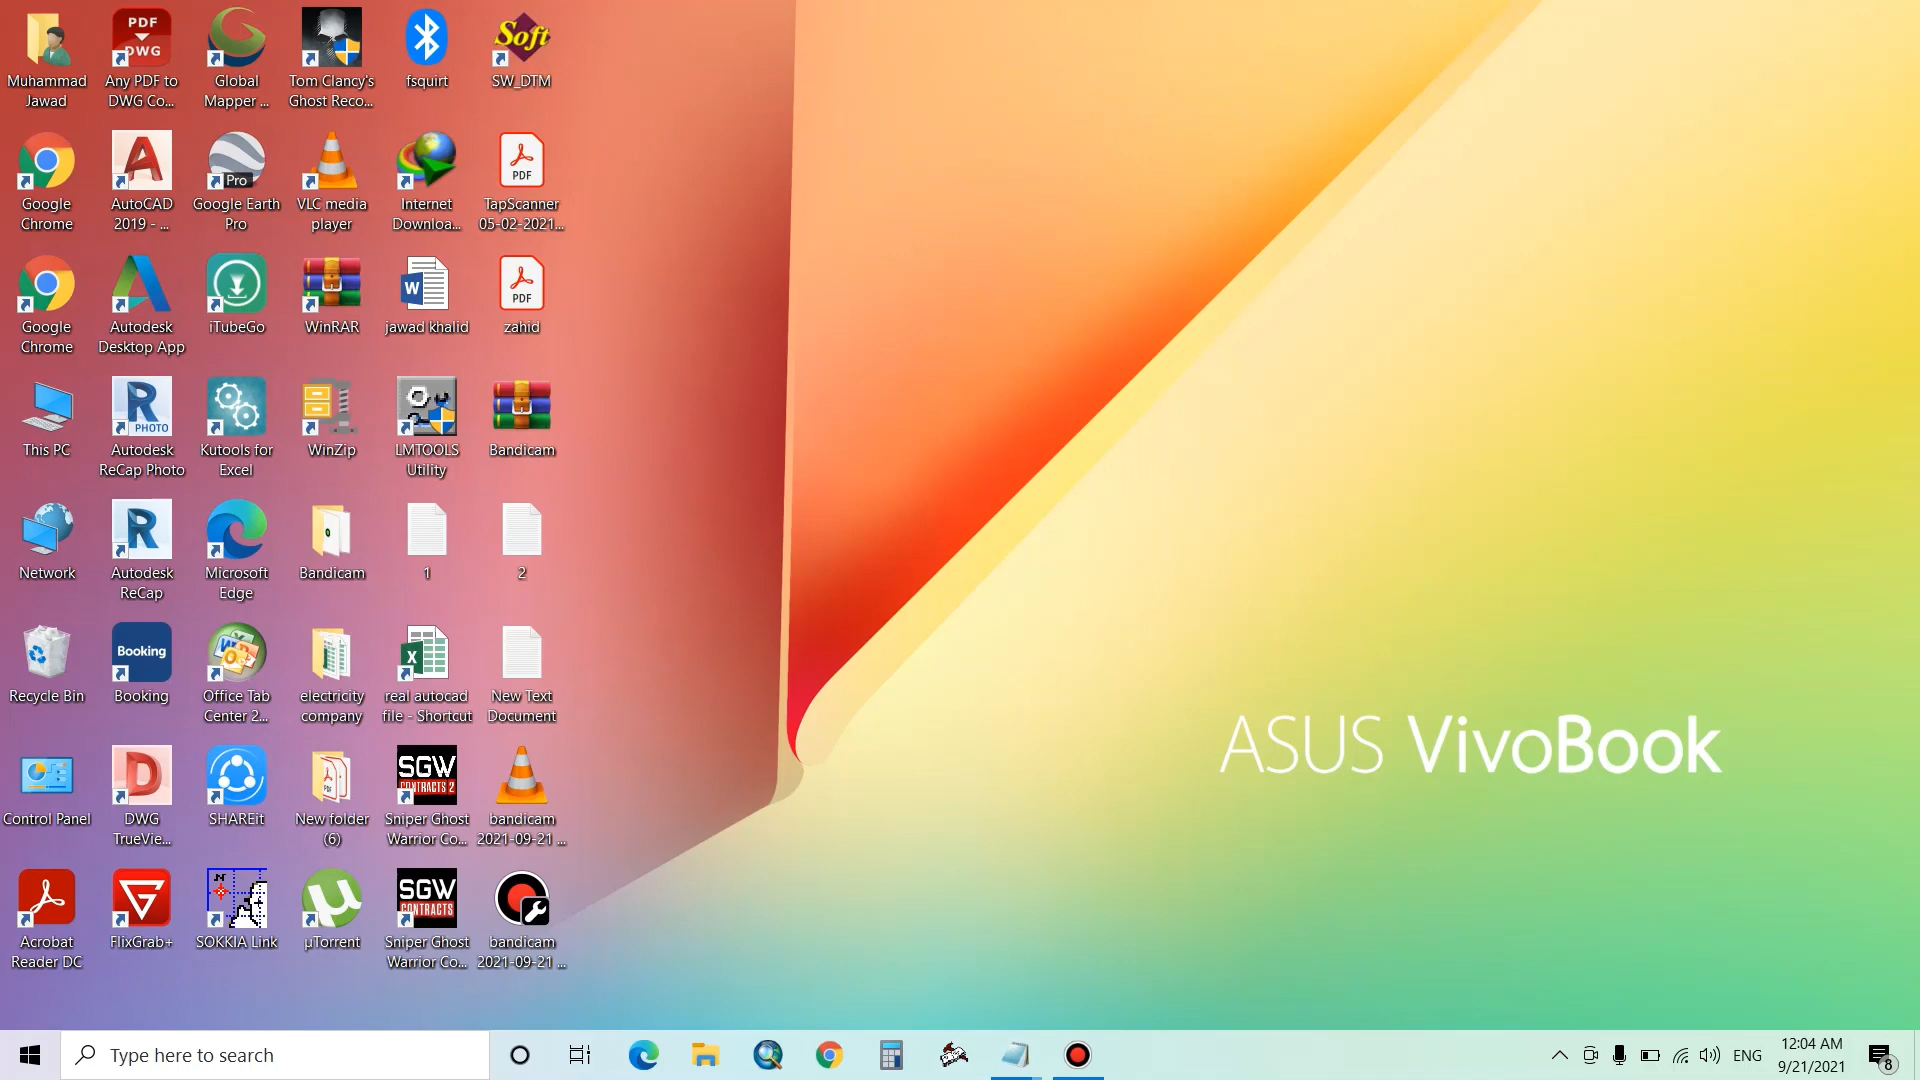 Muhammad
Jawad
PDF
DWG
Any PDF to
DWG Co...
Global
Mapper ...
Tom Clancy's
Ghost Reco...
fsquirt
Soft
SW_DTM
Google
Chrome
AutoCAD
2019 - ...
Pro
Google Earth
Pro
VLC media
player
Internet
Downloa...
PDF
TapScanner
05-02-2021...
Google
Chrome
Autodesk
Desktop App
iTubeGo
WinRAR
W
jawad khalid
PDF
zahid
This PC
R
PHOTO
Autodesk
ReCap Photo
Kutools for
Excel
WinZip
LMTOOLS
Utility
Bandicam
Network
R
Autodesk
ReCap
Microsoft
Edge
Bandicam
1
2
Recycle Bin
Booking
Booking
Office Tab
Center 2...
electricity
company
X
real autocad
file - Shortcut
New Text
Document
Control Panel
D
DWG
TrueVie...
SHAREit
PDF
New folder
(6)
SGW
CONTRACTS 2
Sniper Ghost
Warrior Co...
bandicam
2021-09-21 ...
Acrobat
Reader DC
FlixGrab+
N
SOKKIA Link
µ
µTorrent
SGW
CONTRACTS
Sniper Ghost
Warrior Co...
bandicam
2021-09-21 ...
ASUS VivoBook
Type here to search
ENG
12:04 AM
9/21/2021
8